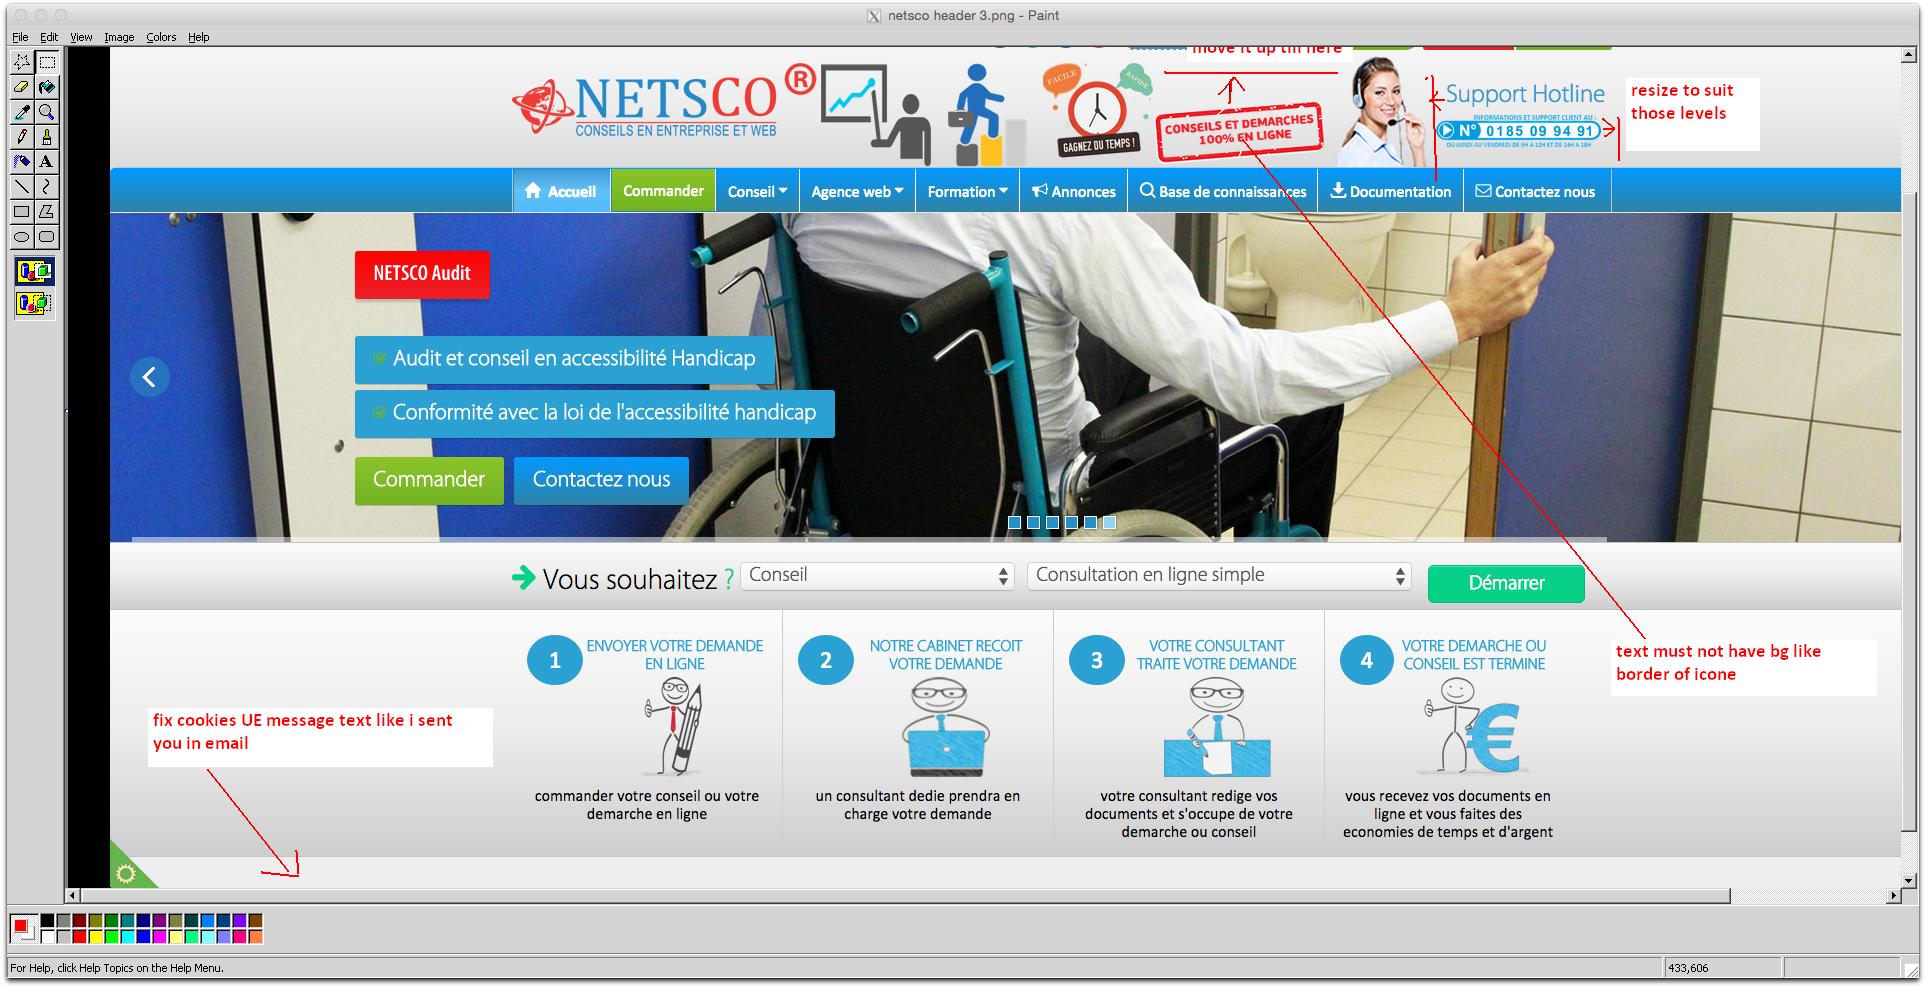 netsco header 3.png - Paint
File Edit View Image Colors Help
move it up till here
NETSCO ®
CONSEILS EN ENTREPRISE ET WEB
FACILE
RAPIDE
GAGNEZ DU TEMPS !
CONSEILS ET DEMARCHES
100% EN LIGNE
Support Hotline
INFORMATIONS ET SUPPORT CLIENT AU :
N° 0185 09 94 91
DU LUNDI AU VENDREDI DE 9H A 12H ET DE 14H A 18H
resize to suit
those levels
Accueil Commander Conseil Agence web Formation Annonces Base de connaissances Documentation Contactez nous
NETSCO Audit
Audit et conseil en accessibilité Handicap
Conformité avec la loi de l'accessibilité handicap
Commander Contactez nous
Vous souhaitez ? Conseil Consultation en ligne simple Démarrer
1 ENVOYER VOTRE DEMANDE
EN LIGNE
commander votre conseil ou votre
demarche en ligne
2 NOTRE CABINET RECOIT
VOTRE DEMANDE
un consultant dedie prendra en
charge votre demande
3 VOTRE CONSULTANT
TRAITE VOTRE DEMANDE
votre consultant redige vos
documents et s'occupe de votre
demarche ou conseil
4 VOTRE DEMARCHE OU
CONSEIL EST TERMINE
vous recevez vos documents en
ligne et vous faites des
economies de temps et d'argent
text must not have bg like
border of icone
fix cookies UE message text like i sent
you in email
For Help, click Help Topics on the Help Menu.
433,606